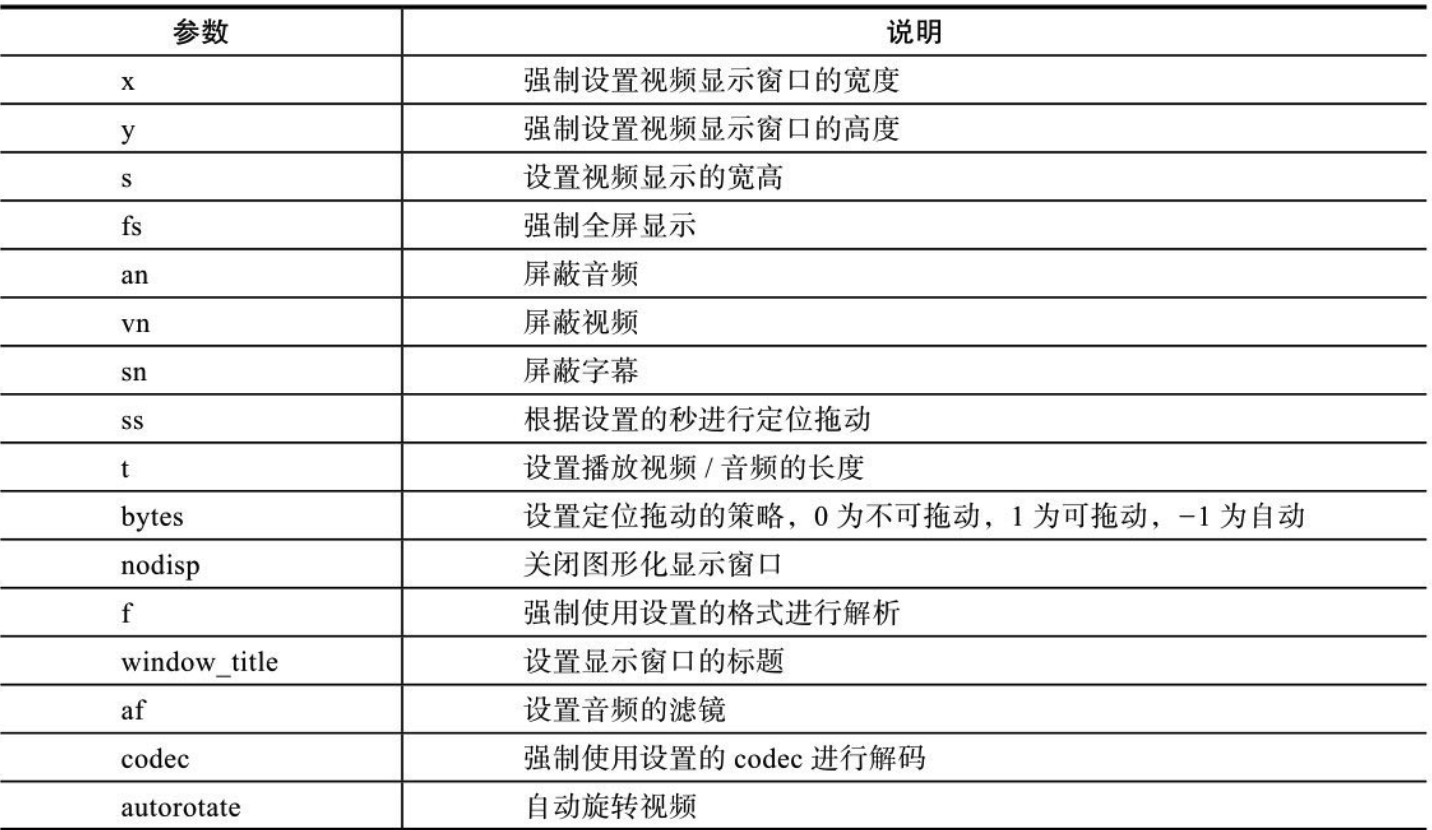 参数 说明
x 强制设置视频显示窗口的宽度
y 强制设置视频显示窗口的高度
s 设置视频显示的宽高
fs 强制全屏显示
an 屏蔽音频
vn 屏蔽视频
sn 屏蔽字幕
ss 根据设置的秒进行定位拖动
t 设置播放视频 / 音频的长度
bytes 设置定位拖动的策略，0 为不可拖动，1 为可拖动，−1 为自动
nodisp 关闭图形化显示窗口
f 强制使用设置的格式进行解析
window_title 设置显示窗口的标题
af 设置音频的滤镜
codec 强制使用设置的 codec 进行解码
autorotate 自动旋转视频